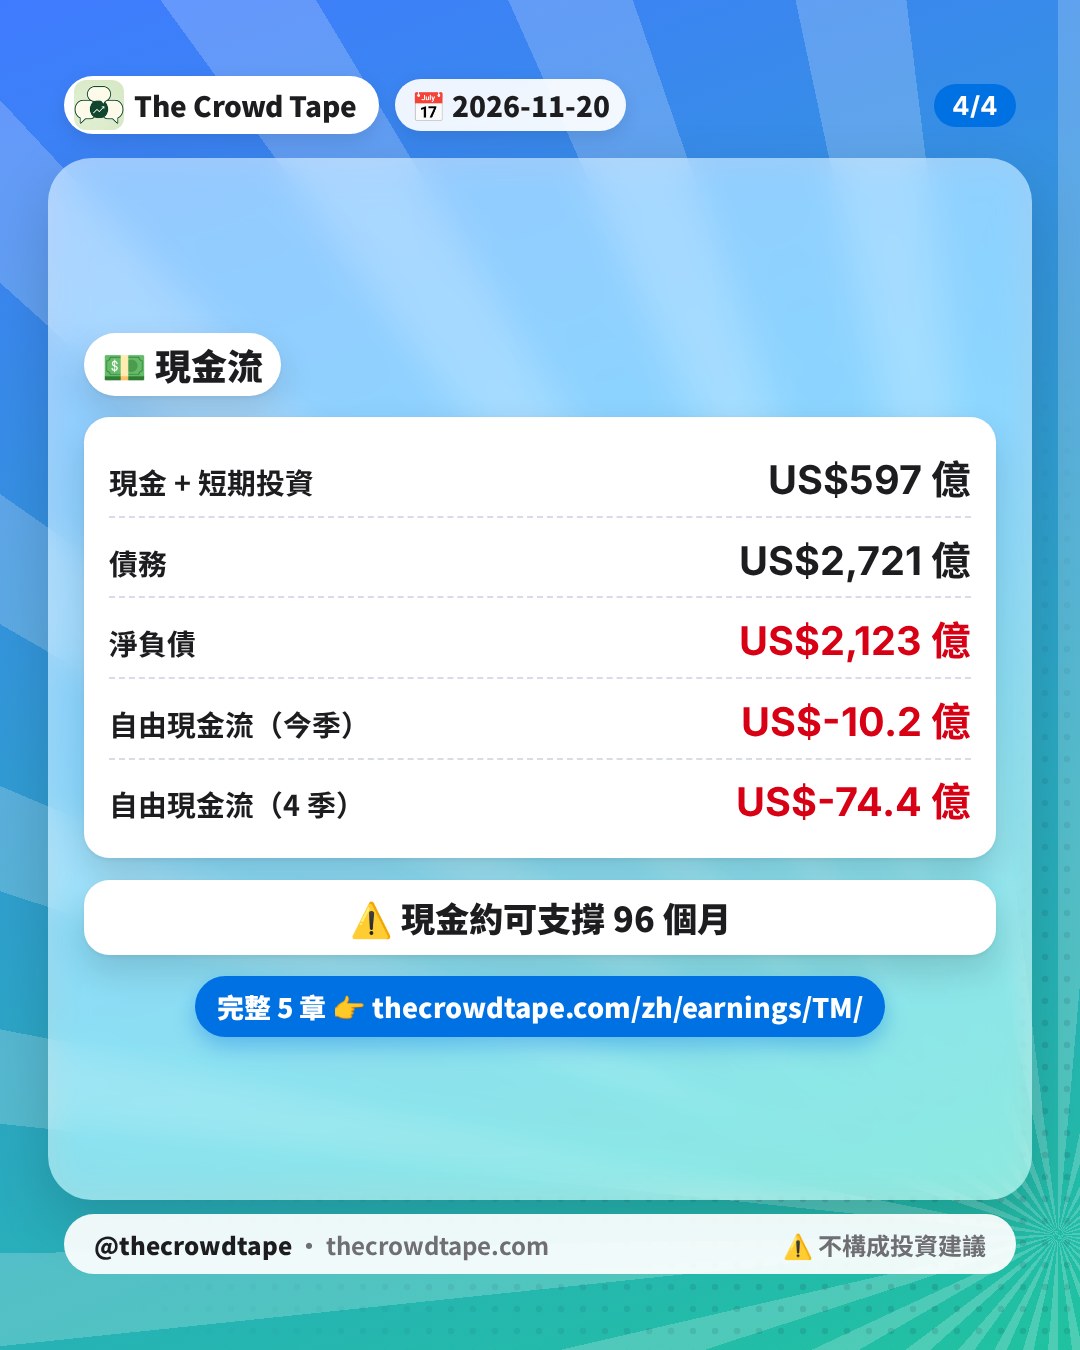 The Crowd Tape
📅 2026-11-20
4/4
💵 現金流
現金 + 短期投資 US$597 億
債務 US$2,721 億
淨負債 US$2,123 億
自由現金流（今季） US$-10.2 億
自由現金流（4 季） US$-74.4 億
⚠️ 現金約可支撐 96 個月
完整 5 章 👉 thecrowdtape.com/zh/earnings/TM/
@thecrowdtape · thecrowdtape.com ⚠️ 不構成投資建議